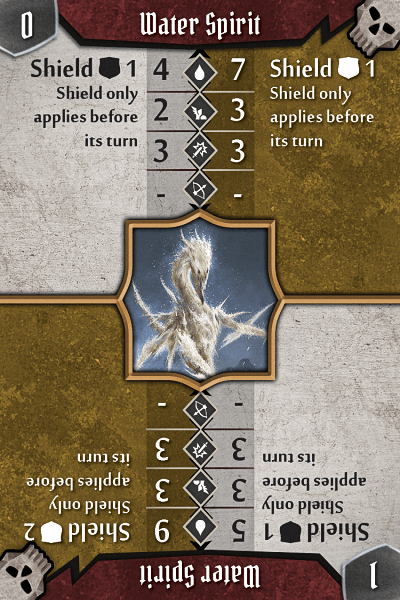 0
Water Spirit
Shield 1
Shield only
applies before
its turn
4 7
2 3
3 3
- -
Shield 1
Shield only
applies before
its turn
1
Water Spirit
Shield 1
Shield only
applies before
its turn
5 9
3 3
3 3
- -
Shield 2
Shield only
applies before
its turn